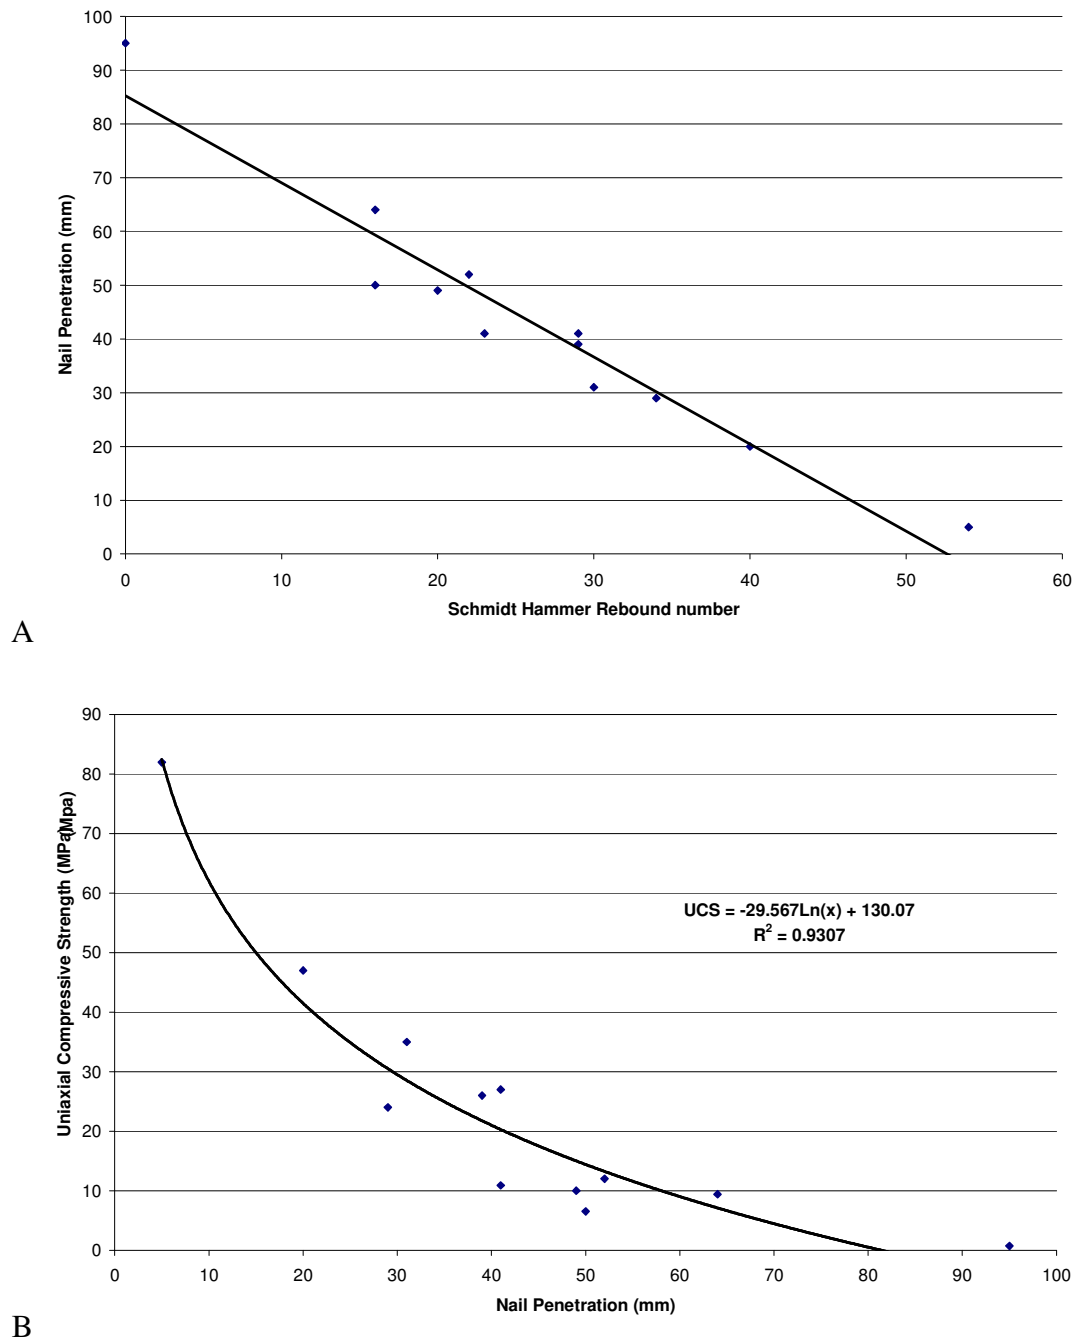 100
90
80
70
60
50
40
30
20
10
0
Nail Penetration (mm)
0 10 20 30 40 50 60
Schmidt Hammer Rebound number
A
90
80
70
60
50
40
30
20
10
0
Uniaxial Compressive Strength (MPa)(Mpa)
UCS = -29.567Ln(x) + 130.07
R² = 0.9307
0 10 20 30 40 50 60 70 80 90 100
Nail Penetration (mm)
B